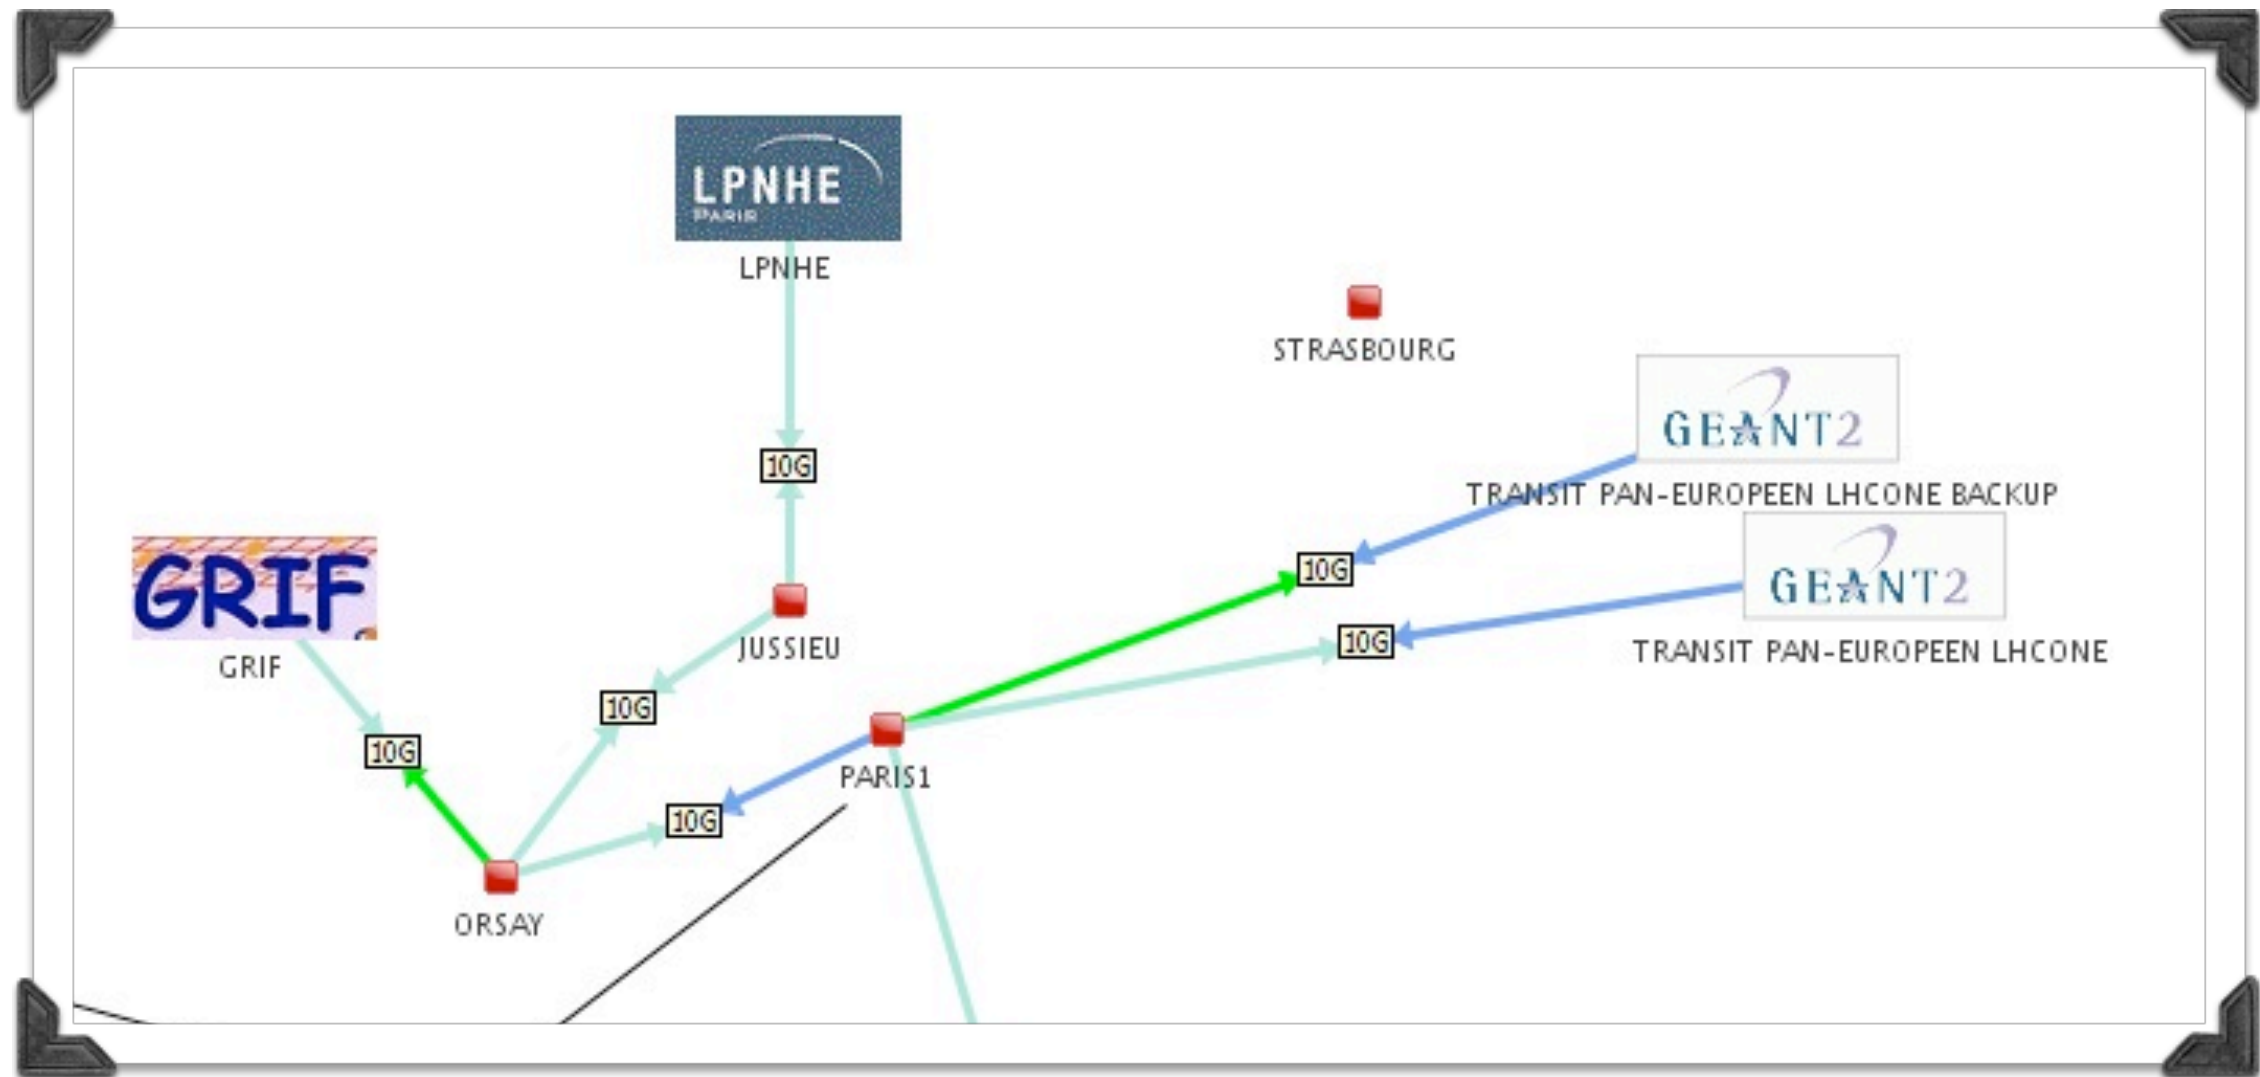 LPNHE
PARIS
LPNHE
STRASBOURG
GEANT2
TRANSIT PAN-EUROPEEN LHCONE BACKUP
10G
GRIF
GRIF
JUSSIEU
10G
GEANT2
TRANSIT PAN-EUROPEEN LHCONE
10G
10G
10G
PARIS1
10G
ORSAY